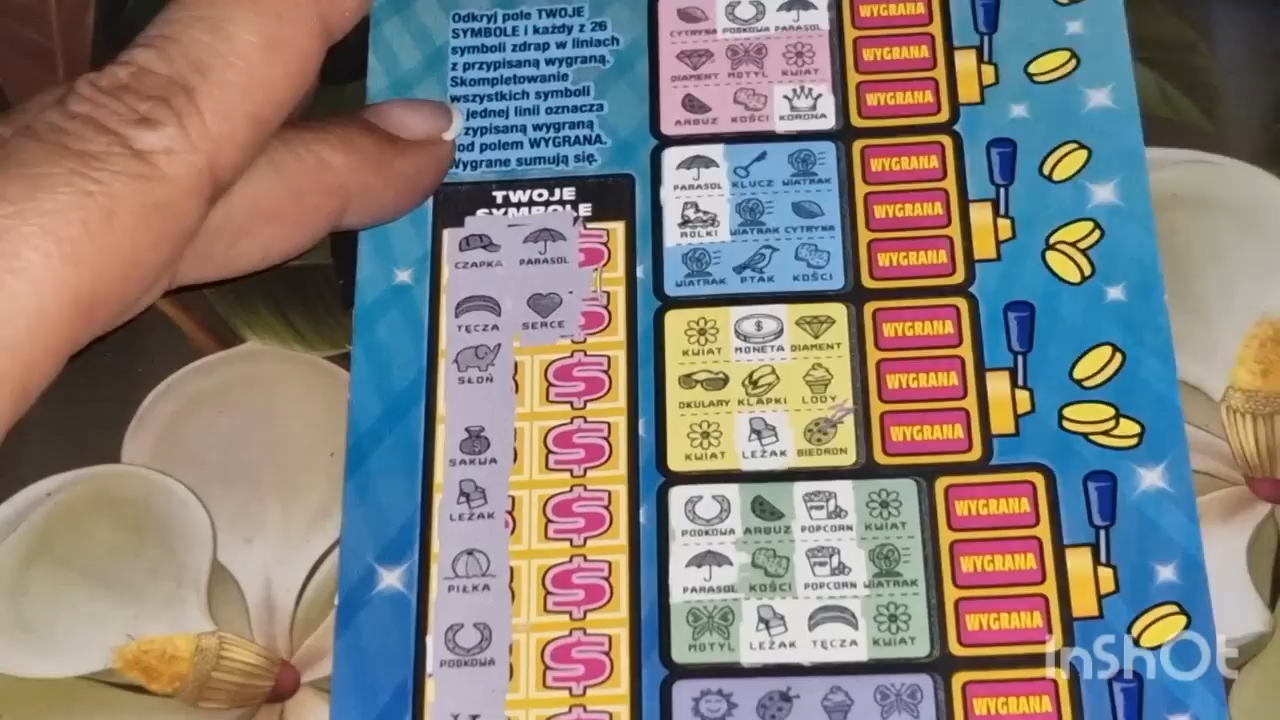 Odkryj pole TWOJE
SYMBOLE i każdy z 26
symboli zdrap w liniach
z przypisaną wygraną.
Skompletowanie
wszystkich symboli
jednej linii oznacza
zypisaną wygraną
od polem WYGRANA.
Wygrane sumują się.
TWOJE
SYMBOLE
CZAPKA PARASOL
TĘCZA SERCE
SŁOŃ
SAKWA
LEŻAK
PIŁKA
PODKOWA
CYTRYNA PODKOWA PARASOL
DIAMENT MOTYL KWIAT
ARBUZ KOŚCI KORONA
WYGRANA
WYGRANA
WYGRANA
PARASOL KLUCZ WIATRAK
ROLKI WIATRAK CYTRYNA
WIATRAK PTAK KOŚCI
WYGRANA
WYGRANA
WYGRANA
KWIAT MONETA DIAMENT
OKULARY KLAPKI LODY
KWIAT LEŻAK BIEDRON
WYGRANA
WYGRANA
WYGRANA
PODKOWA ARBUZ POPCORN KWIAT
PARASOL KOŚCI POPCORN WIATRAK
MOTYL LEŻAK TĘCZA KWIAT
WYGRANA
WYGRANA
WYGRANA
WYGRANA
InShOt